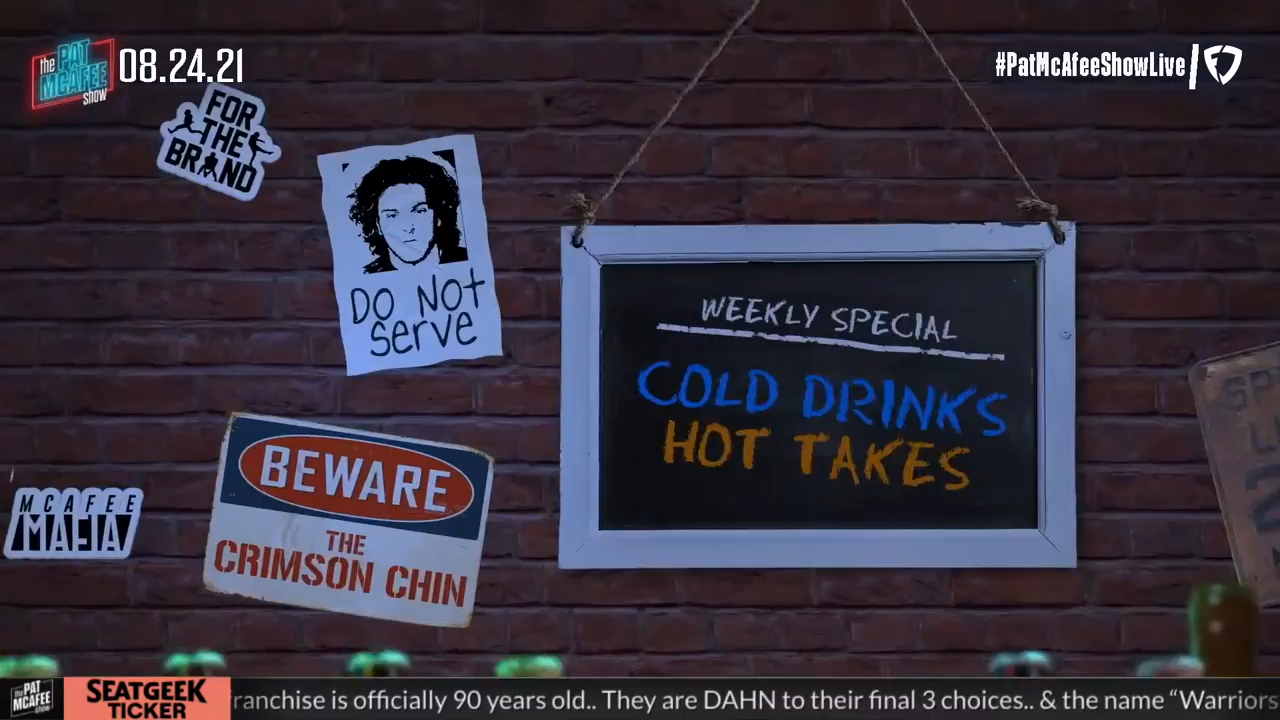 the PAT MCAFEE show
08.24.21
#PatMcAfeeShowLive
FOR
THE
BRAND
DO NOT
serve
WEEKLY SPECIAL
COLD DRINKS
HOT TAKES
BEWARE
THE
CRIMSON CHIN
MCAFEE
MAFIA
the PAT MCAFEE show
SEATGEEK
TICKER
ranchise is officially 90 years old.. They are DAHN to their final 3 choices.. & the name “Warriors